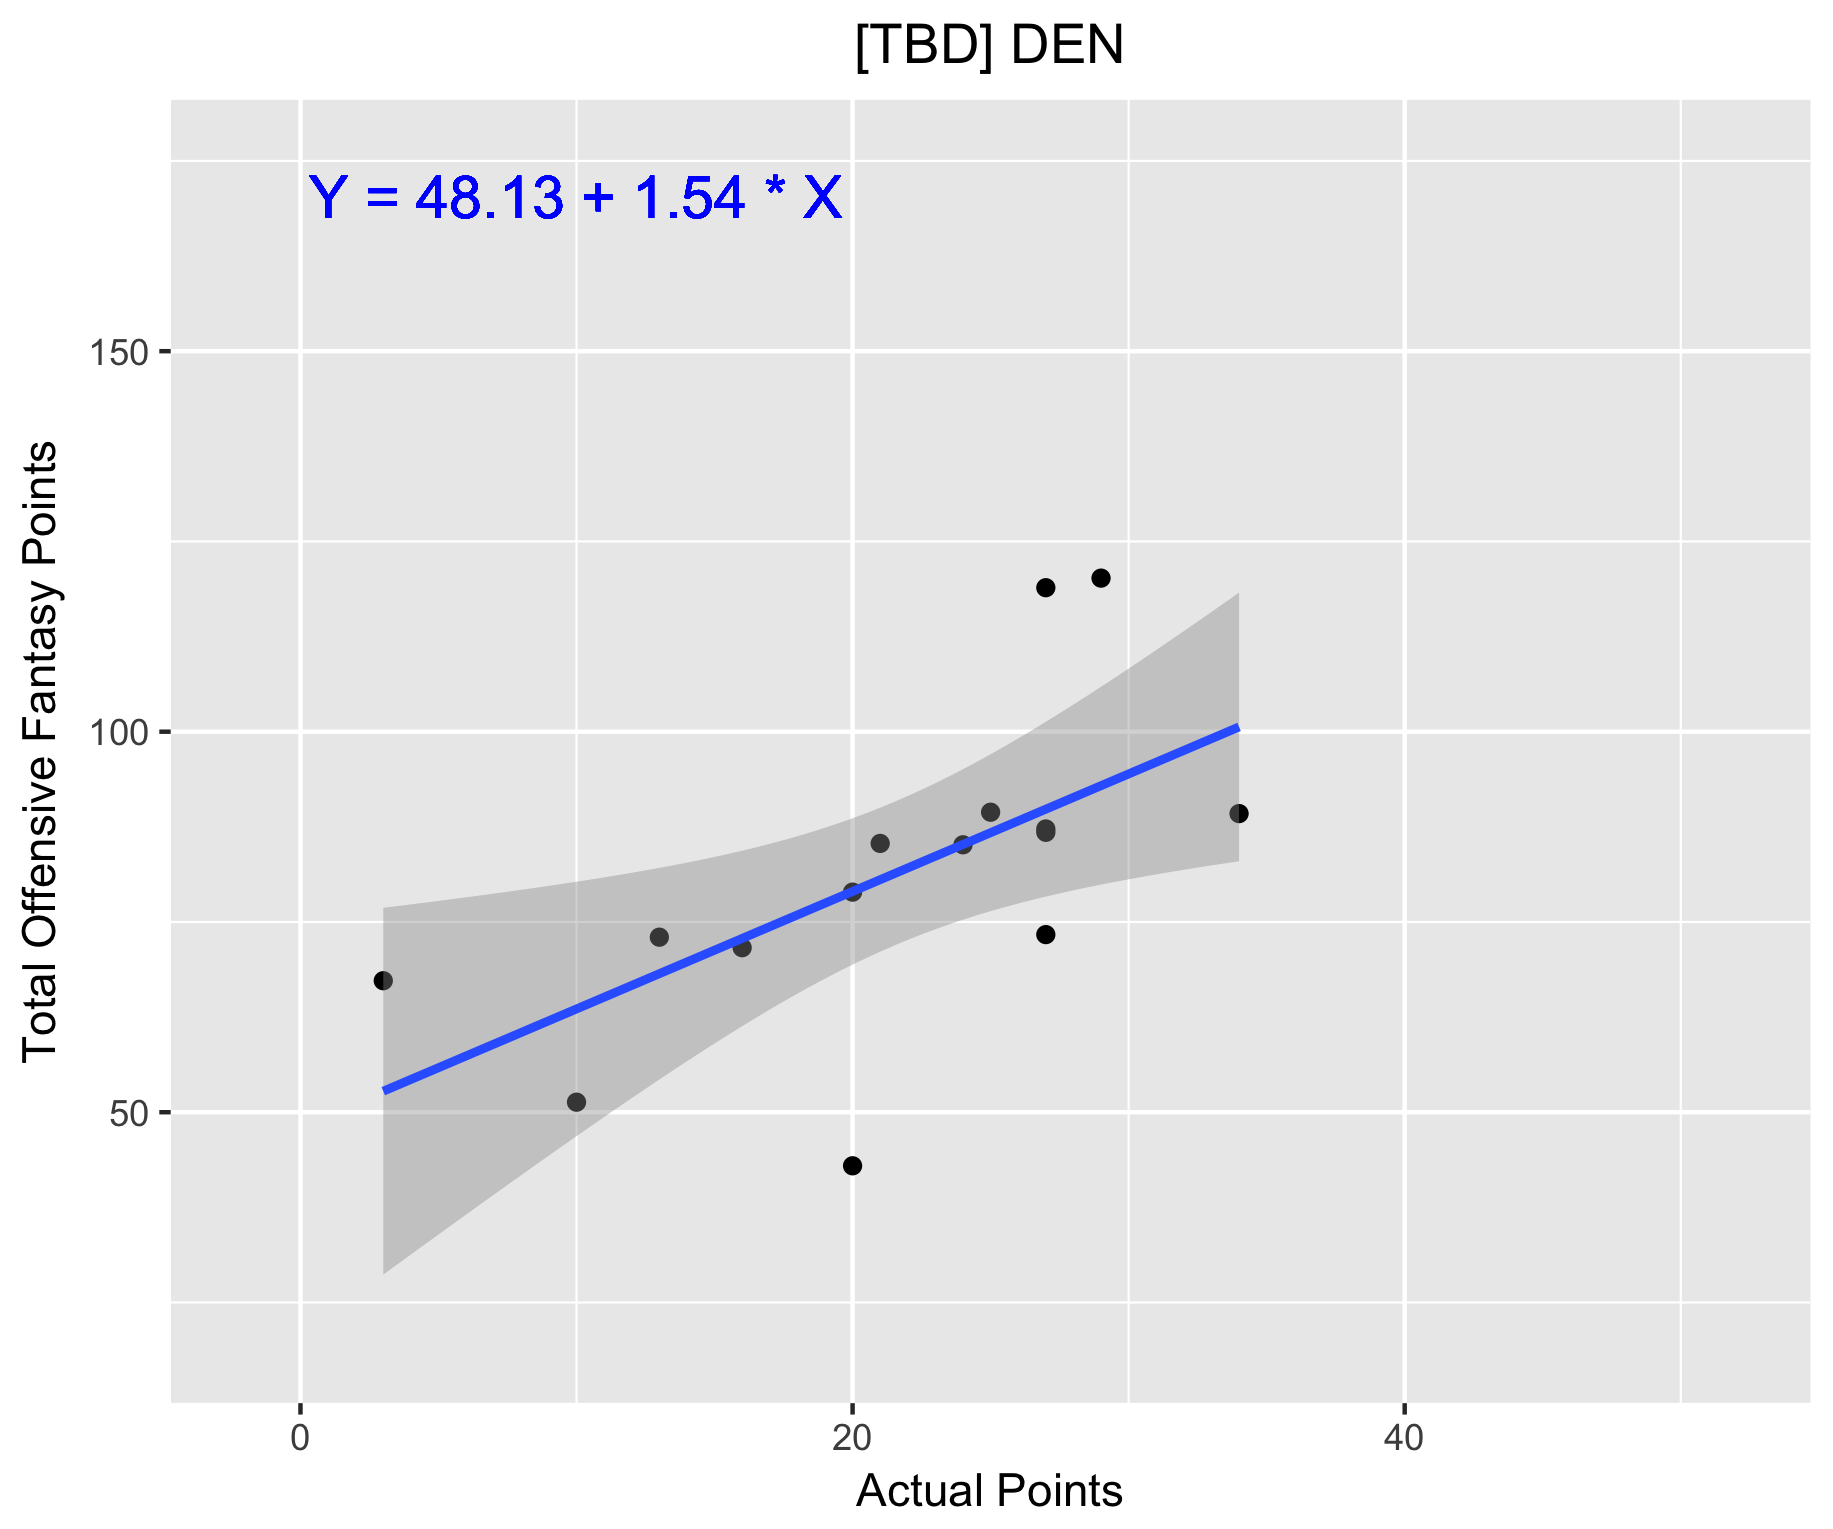 [TBD] DEN
Y = 48.13 + 1.54 * X
150
100
50
Total Offensive Fantasy Points
0
20
40
Actual Points